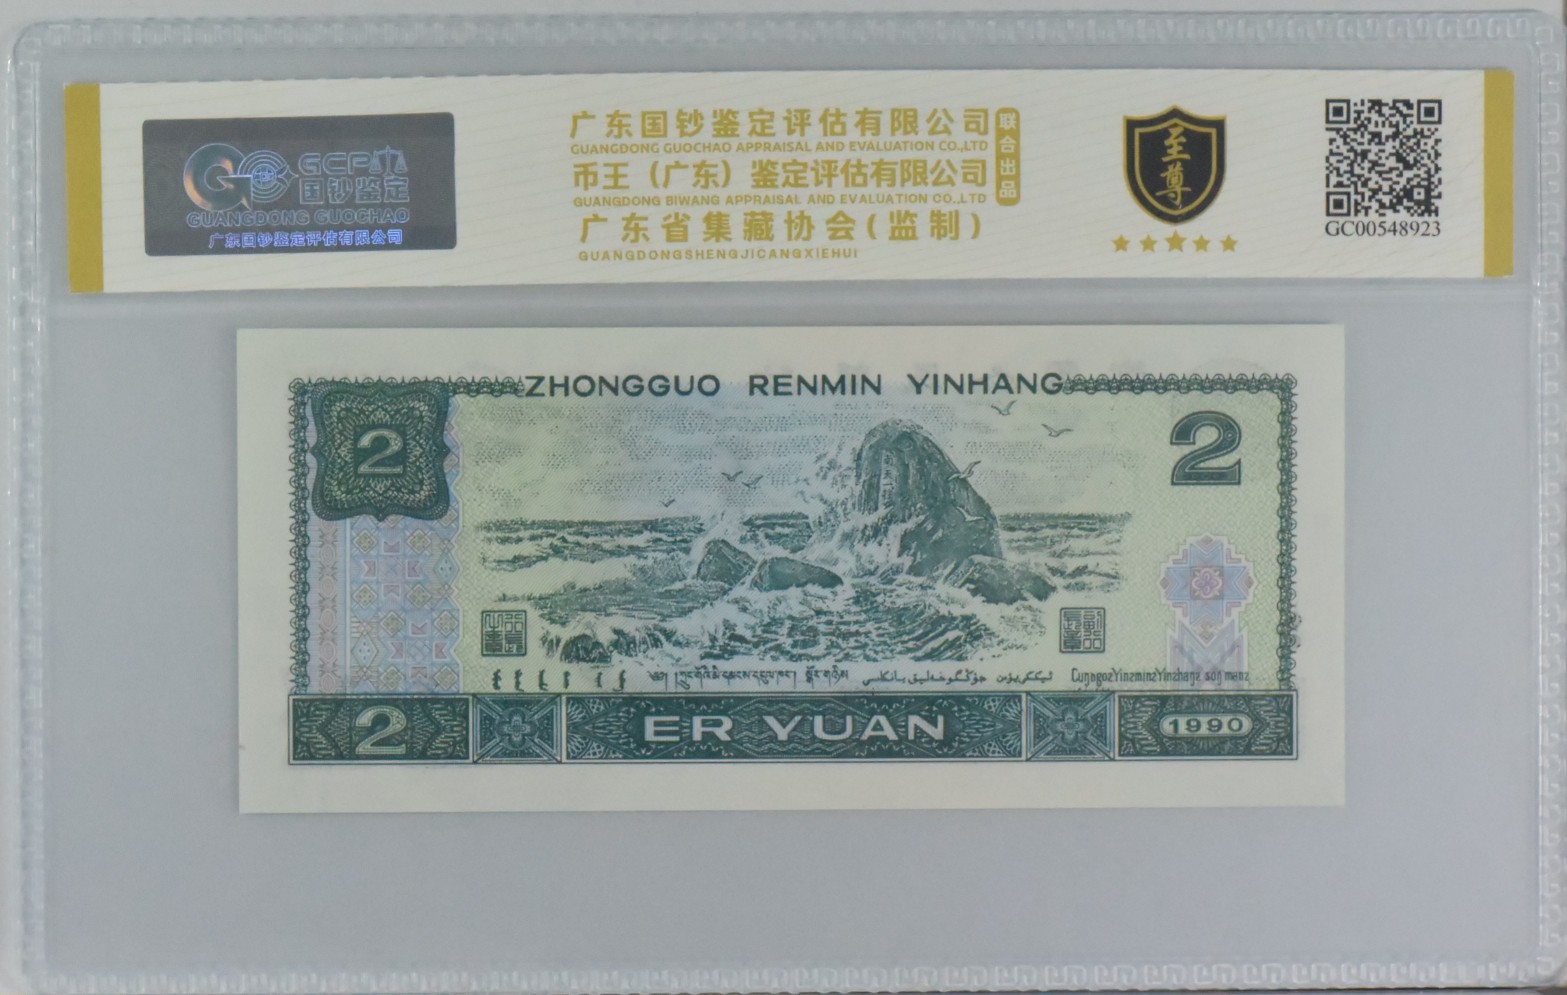 GCP
国钞鉴定
GUANGDONG GUOCHAO
广东国钞鉴定评估有限公司
广东国钞鉴定评估有限公司
GUANGDONG GUOCHAO APPRAISAL AND EVALUATION CO.,LTD
币王（广东）鉴定评估有限公司
GUANGDONG BIWANG APPRAISAL AND EVALUATION CO.,LTD
联合出品
广东省集藏协会(监制)
GUANGDONGSHENGJICANGXIEHUI
至尊
GC00548923
ZHONGGUO RENMIN YINHANG
2
2
2
ER YUAN
1990